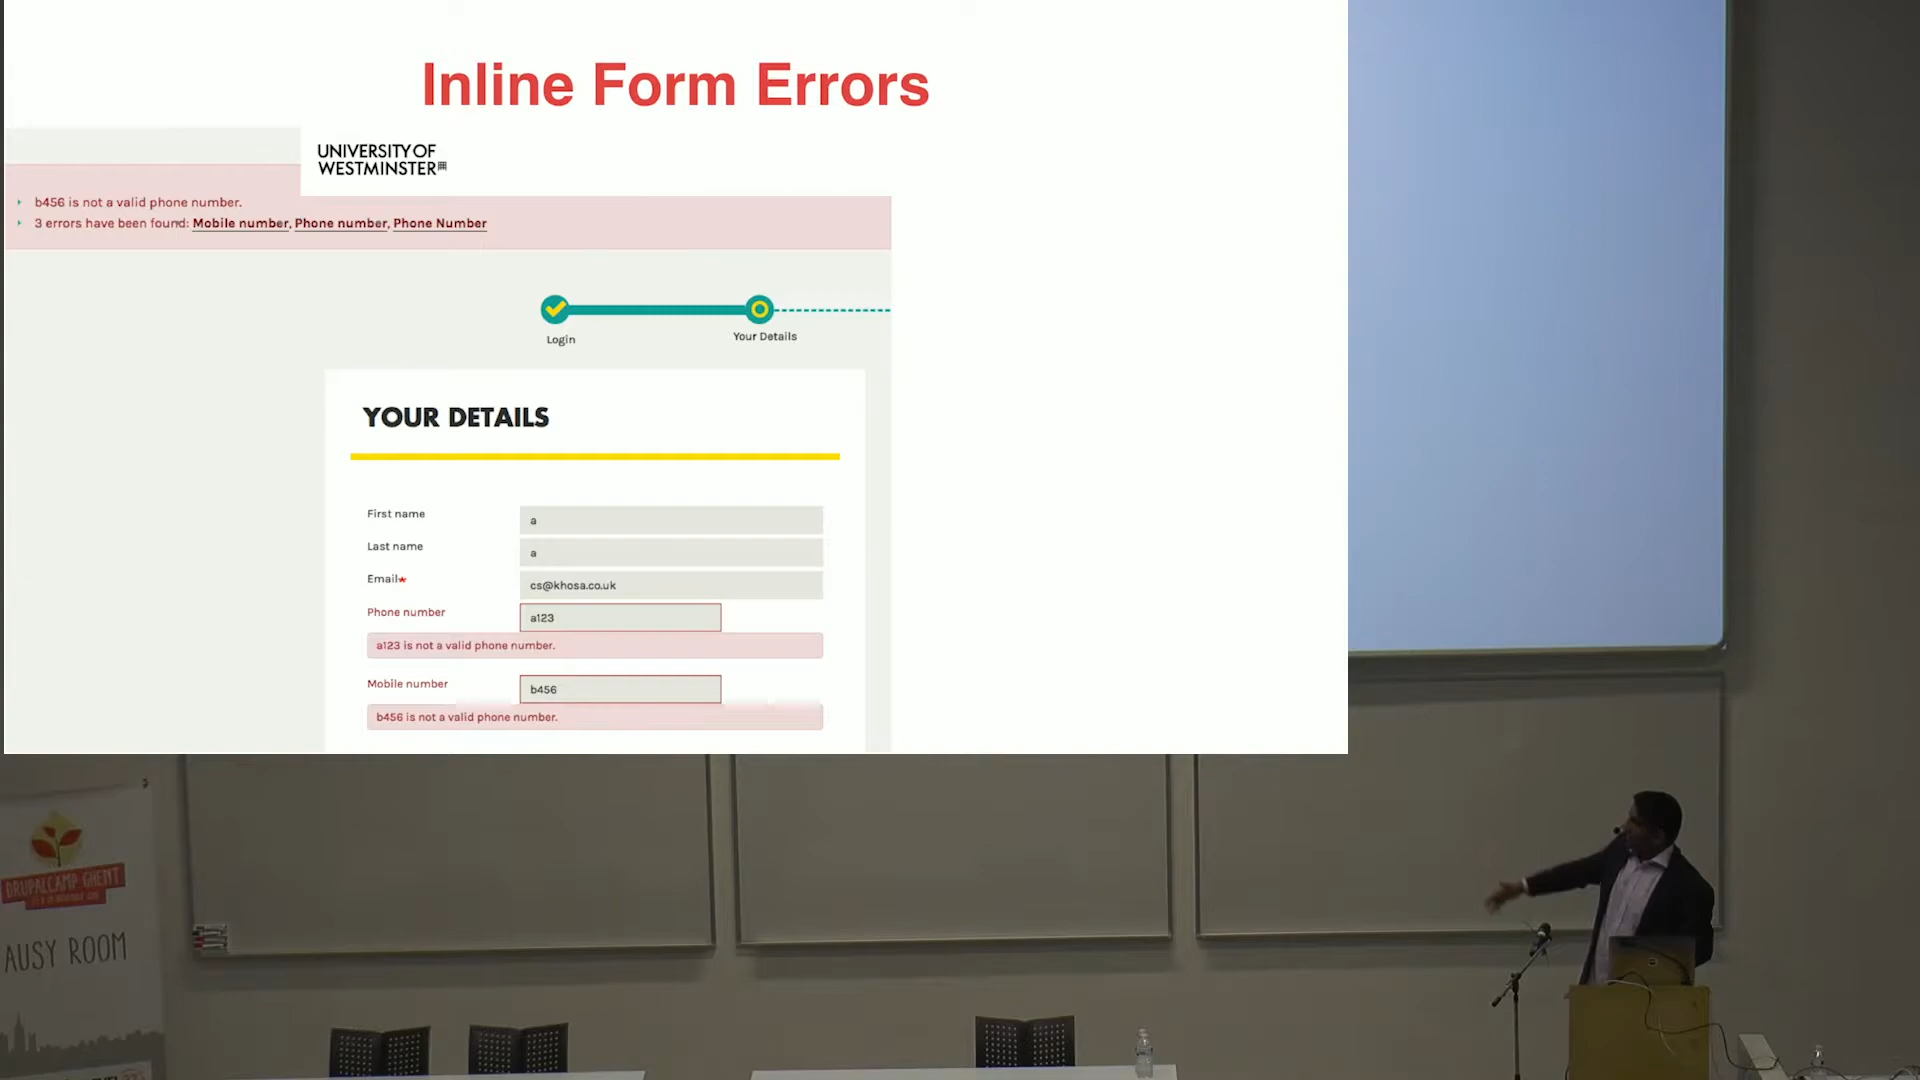 Inline Form Errors
UNIVERSITY OF
WESTMINSTER
b456 is not a valid phone number.
3 errors have been found: Mobile number, Phone number, Phone Number
Login
Your Details
YOUR DETAILS
First name
a
Last name
a
Email*
cs@khosa.co.uk
Phone number
a123
a123 is not a valid phone number.
Mobile number
b456
b456 is not a valid phone number.
DRUPALCAMP GHENT
AUSY ROOM